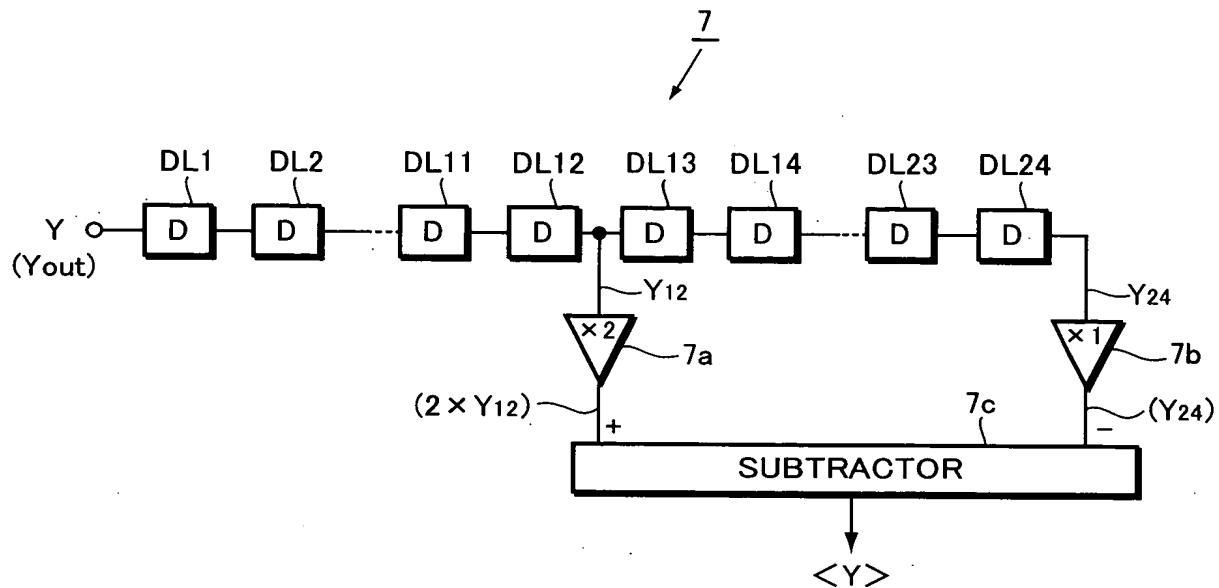 7
DL1 DL2 DL11 DL12 DL13 DL14 DL23 DL24
Y D D D D D D D D
(Yout)
Y12 Y24
×2 ×1
7a 7b
(2 × Y12) 7c (Y24)
+ −
SUBTRACTOR
<Y>